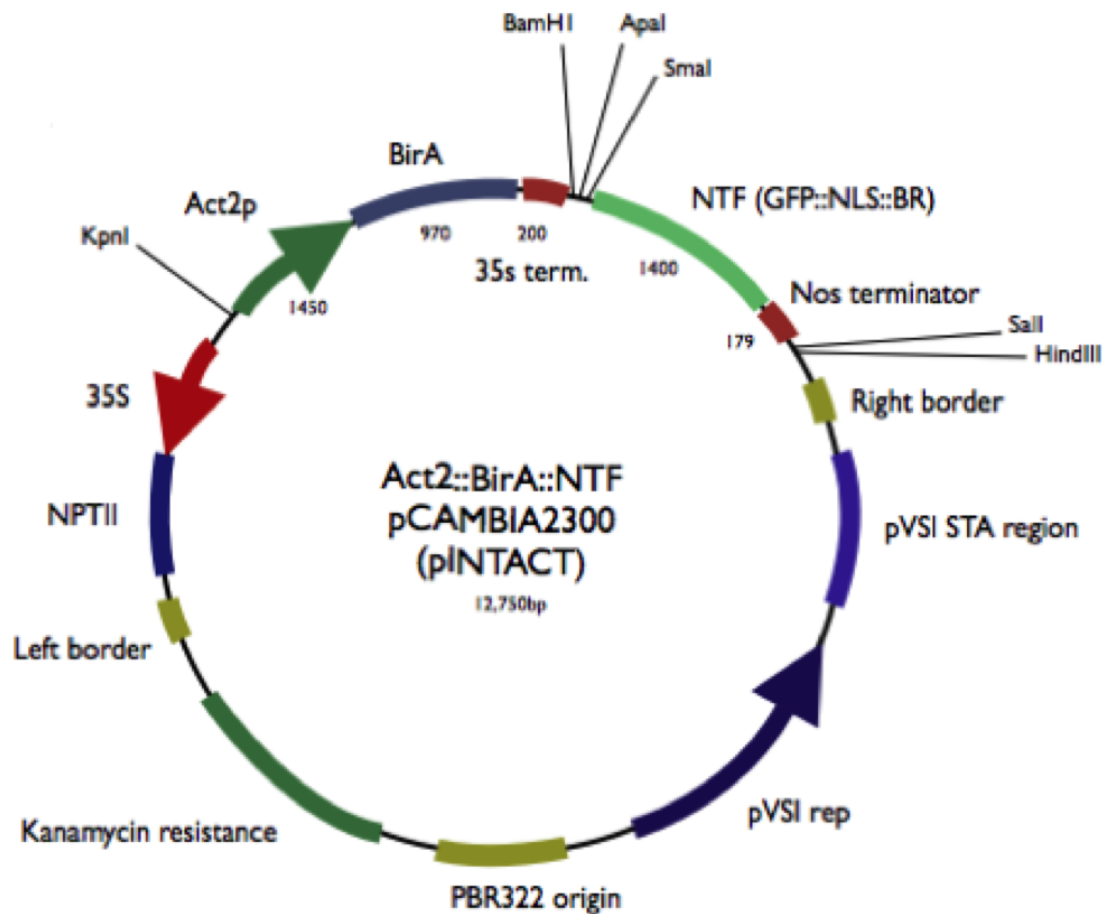 BamH1
ApaI
SmaI
BirA
NTF (GFP::NLS::BR)
Act2p
KpnI
970
200
35s term.
1400
1450
Nos terminator
179
SalI
HindIII
35S
Right border
Act2::BirA::NTF
pCAMBIA2300
(pINTACT)
12,750bp
NPTII
pVSI STA region
Left border
pVSI rep
Kanamycin resistance
PBR322 origin